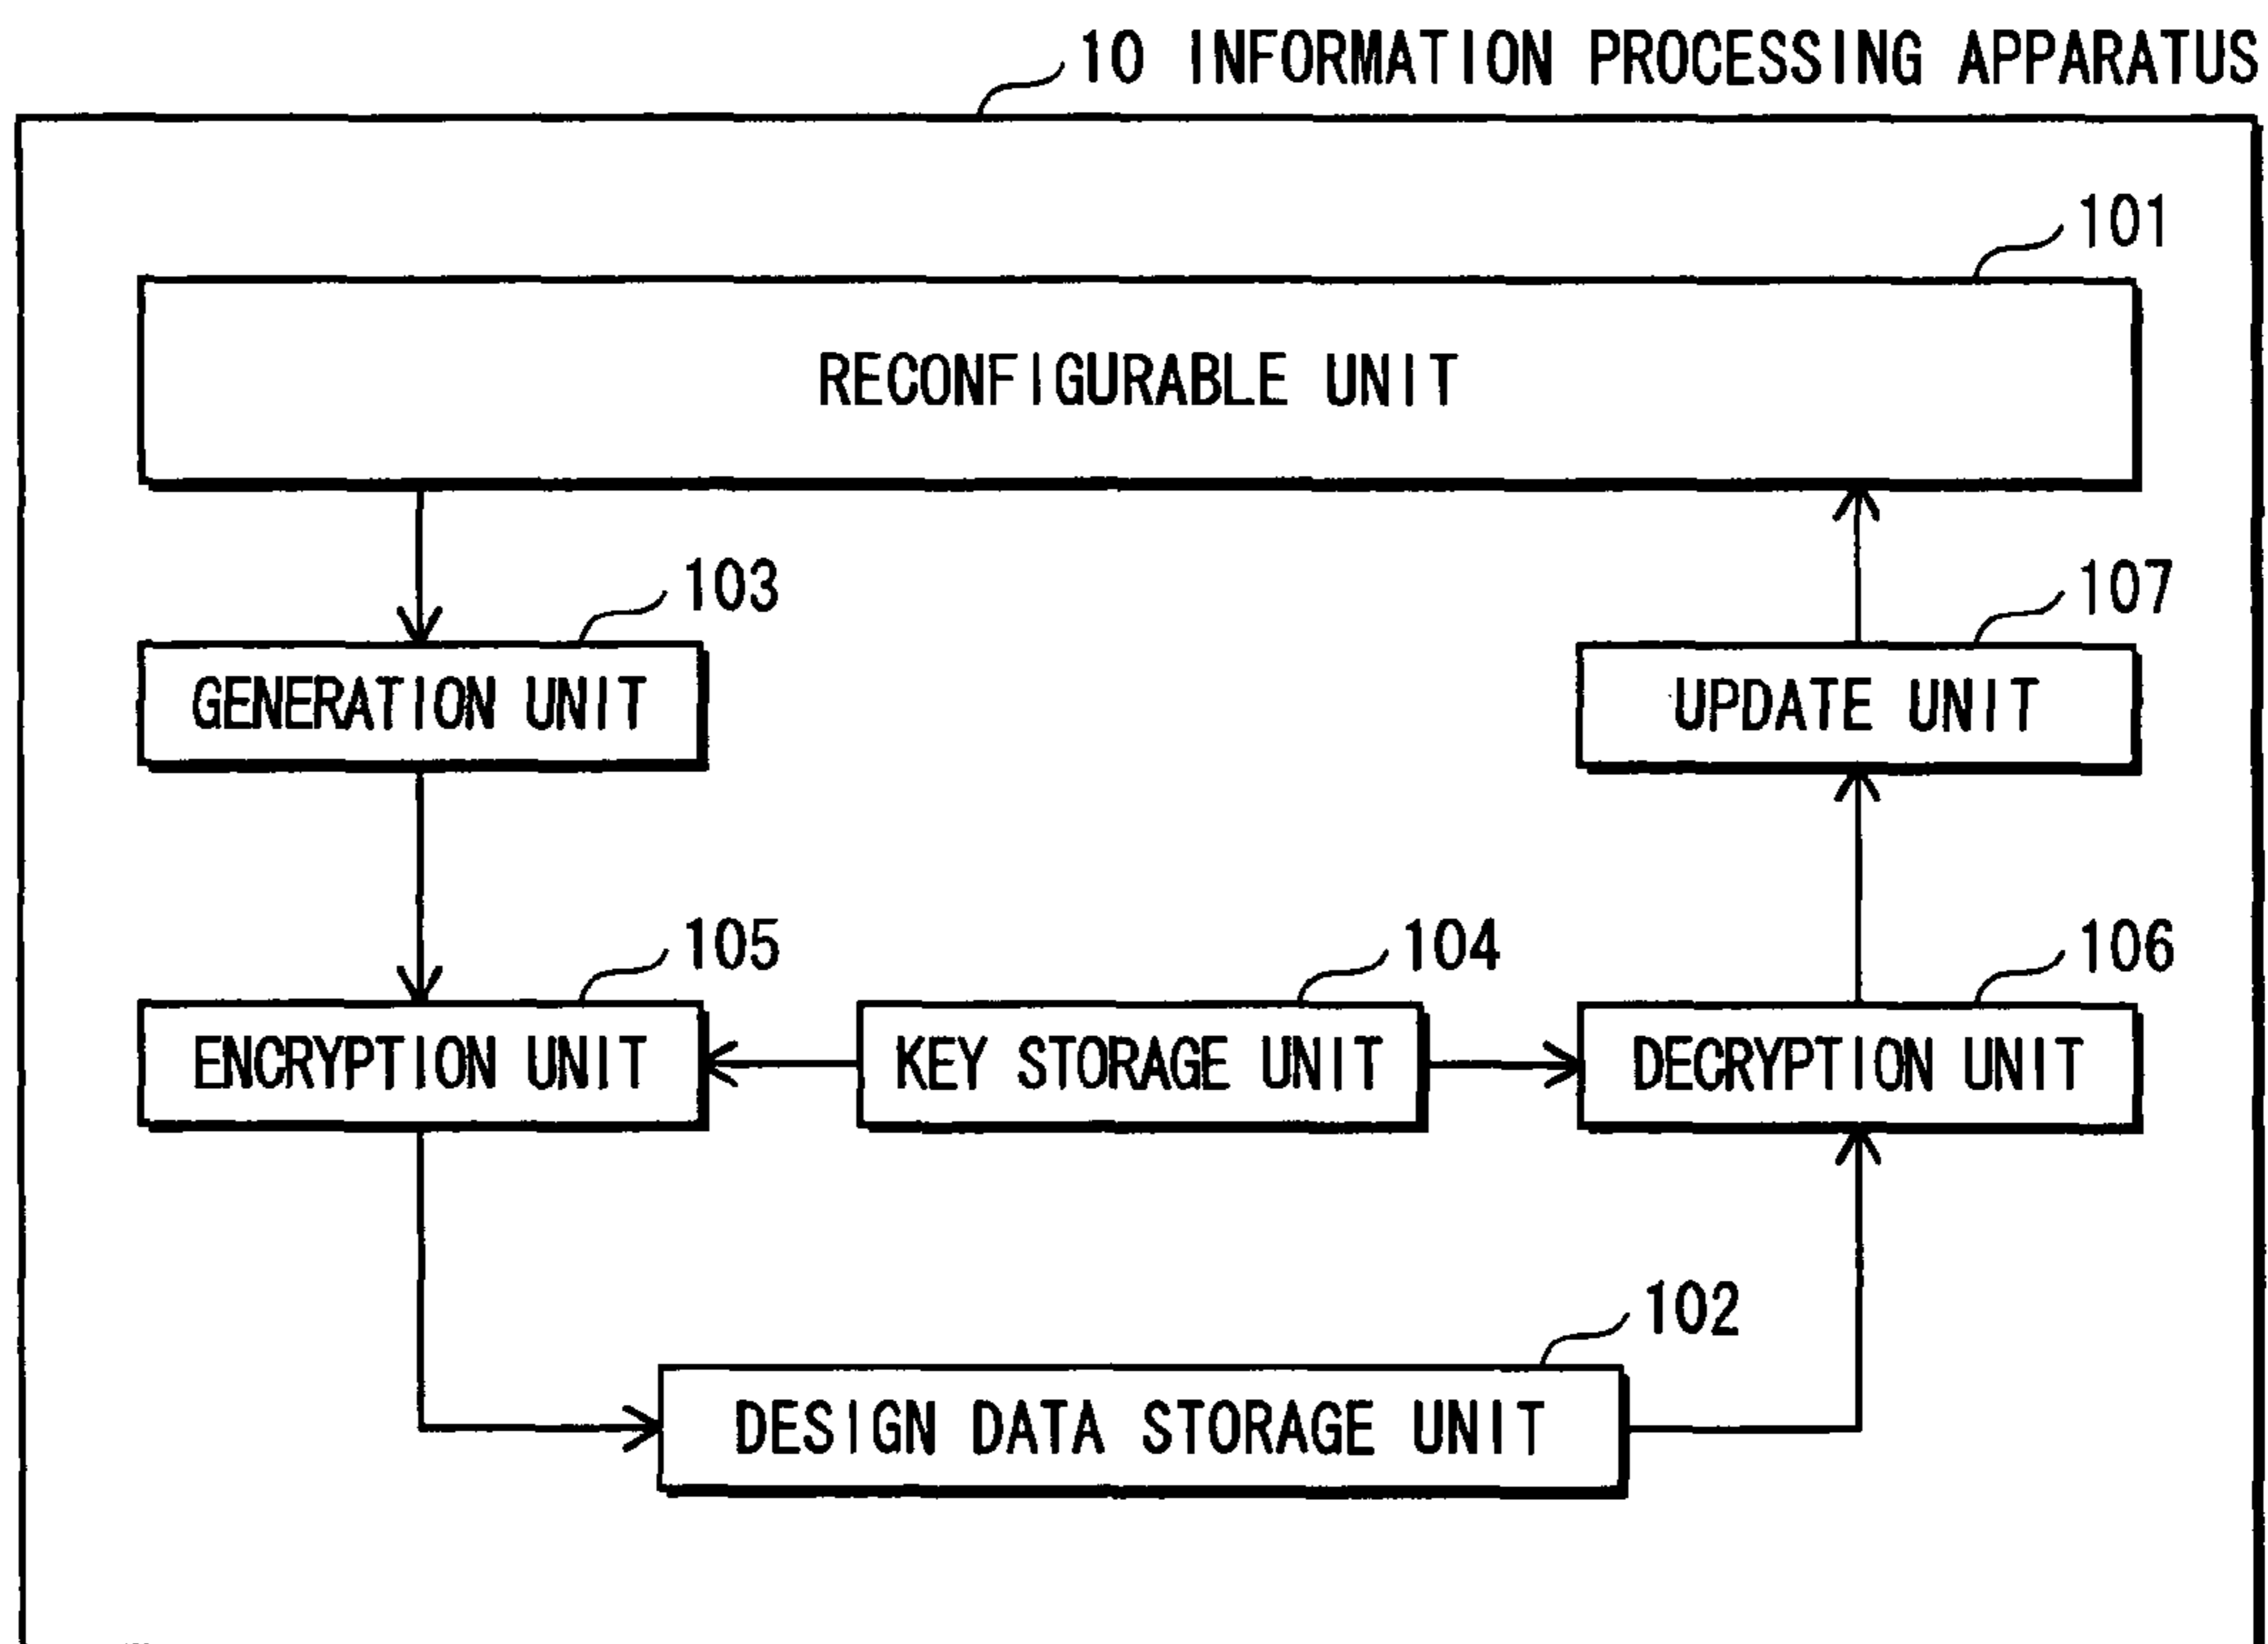 10 INFORMATION PROCESSING APPARATUS
101
RECONFIGURABLE UNIT
103
107
GENERATION UNIT
UPDATE UNIT
105
104
106
ENCRYPTION UNIT
KEY STORAGE UNIT
DECRYPTION UNIT
102
DESIGN DATA STORAGE UNIT